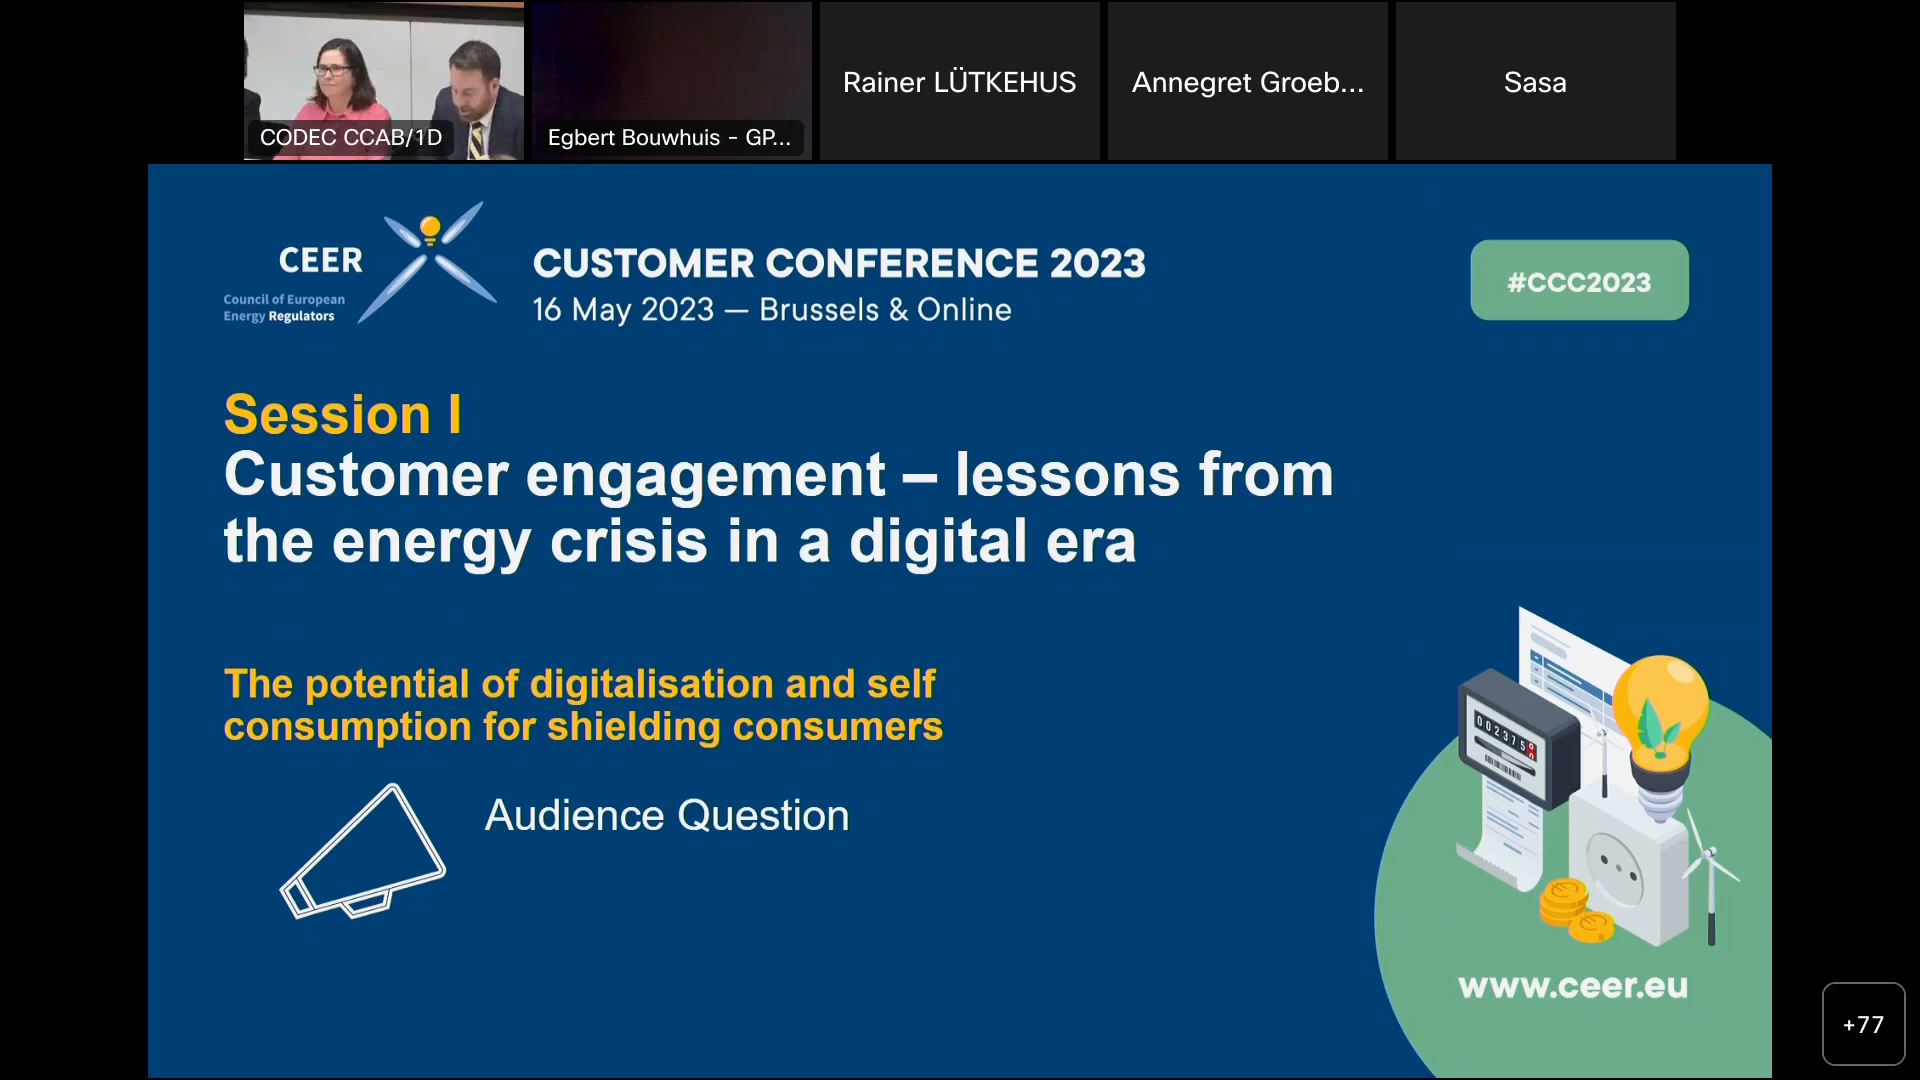 CODEC CCAB/1D
Egbert Bouwhuis - GP...
Rainer LÜTKEHUS
Annegret Groeb...
Sasa
CEER
Council of European
Energy Regulators
CUSTOMER CONFERENCE 2023
16 May 2023 — Brussels & Online
#CCC2023
Session I
Customer engagement – lessons from
the energy crisis in a digital era
The potential of digitalisation and self
consumption for shielding consumers
Audience Question
002375
www.ceer.eu
+77